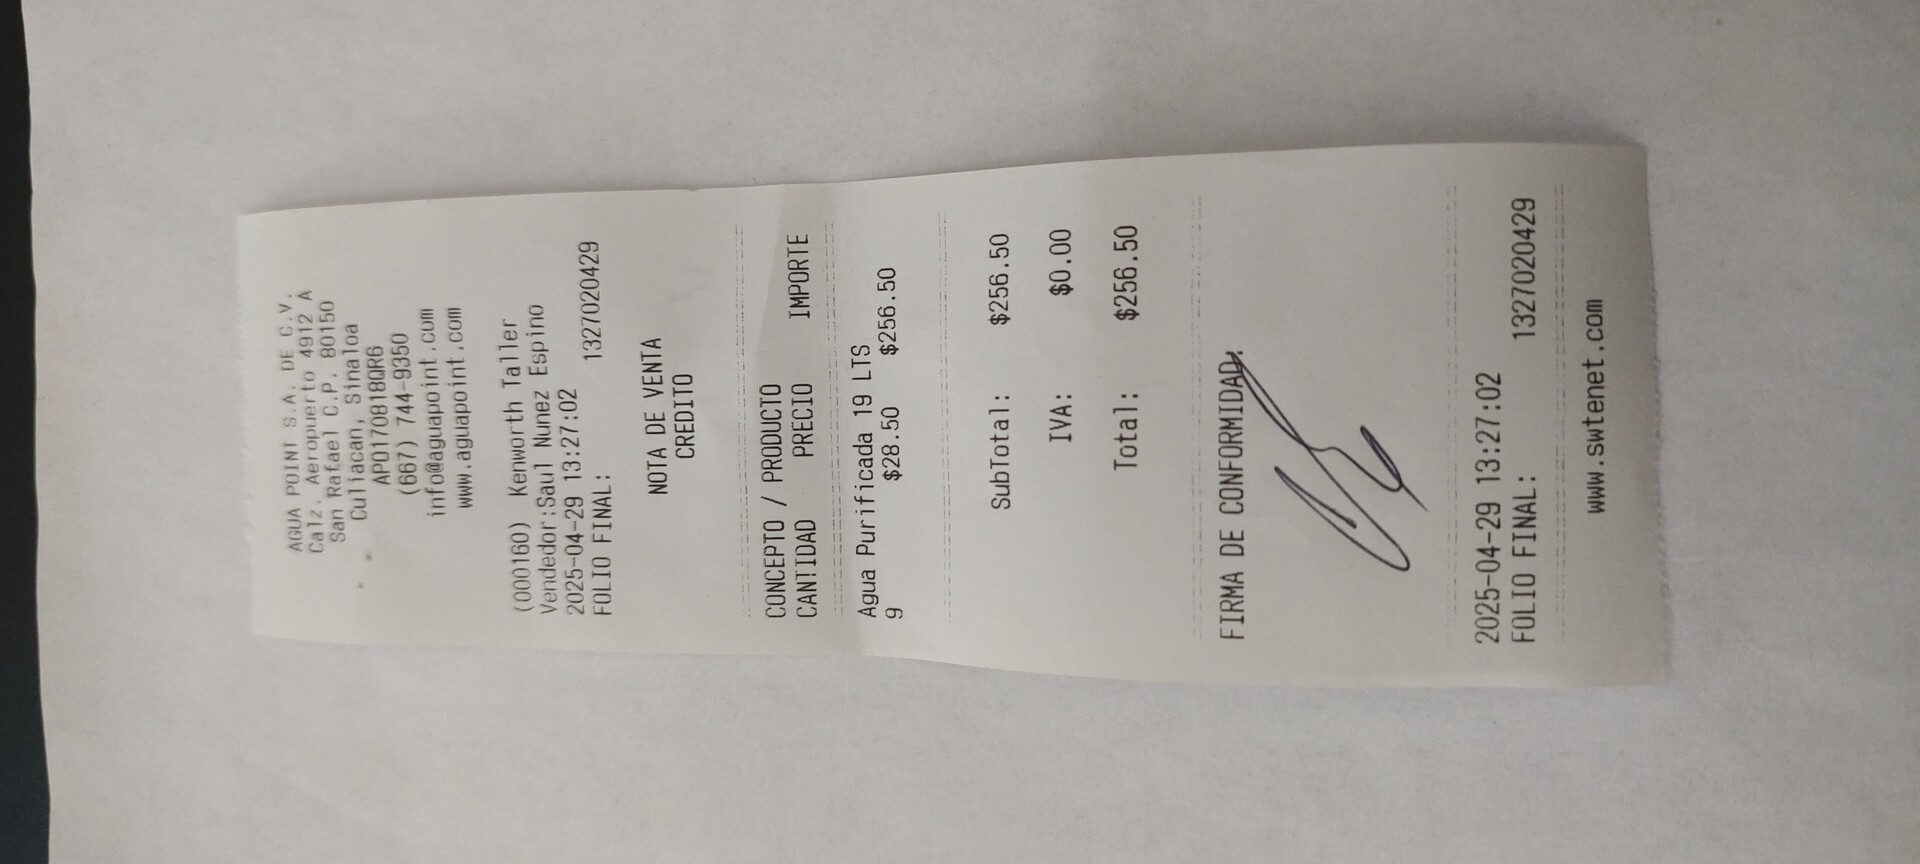 AGUA POINT S.A. DE C.V.
Calz. Aeropuerto 4912 A
San Rafael C.P. 80150
Culiacan, Sinaloa
APO170818QR6
(667) 744-9350
info@aguapoint.com
www.aguapoint.com
(000160) Kenworth Taller
Vendedor:Saul Nunez Espino
2025-04-29 13:27:02
FOLIO FINAL: 1327020429
NOTA DE VENTA
CREDITO
CONCEPTO / PRODUCTO
CANTIDAD PRECIO IMPORTE
Agua Purificada 19 LTS
9 $28.50 $256.50
SubTotal: $256.50
IVA: $0.00
Total: $256.50
FIRMA DE CONFORMIDAD.
2025-04-29 13:27:02
FOLIO FINAL: 1327020429
www.swtenet.com